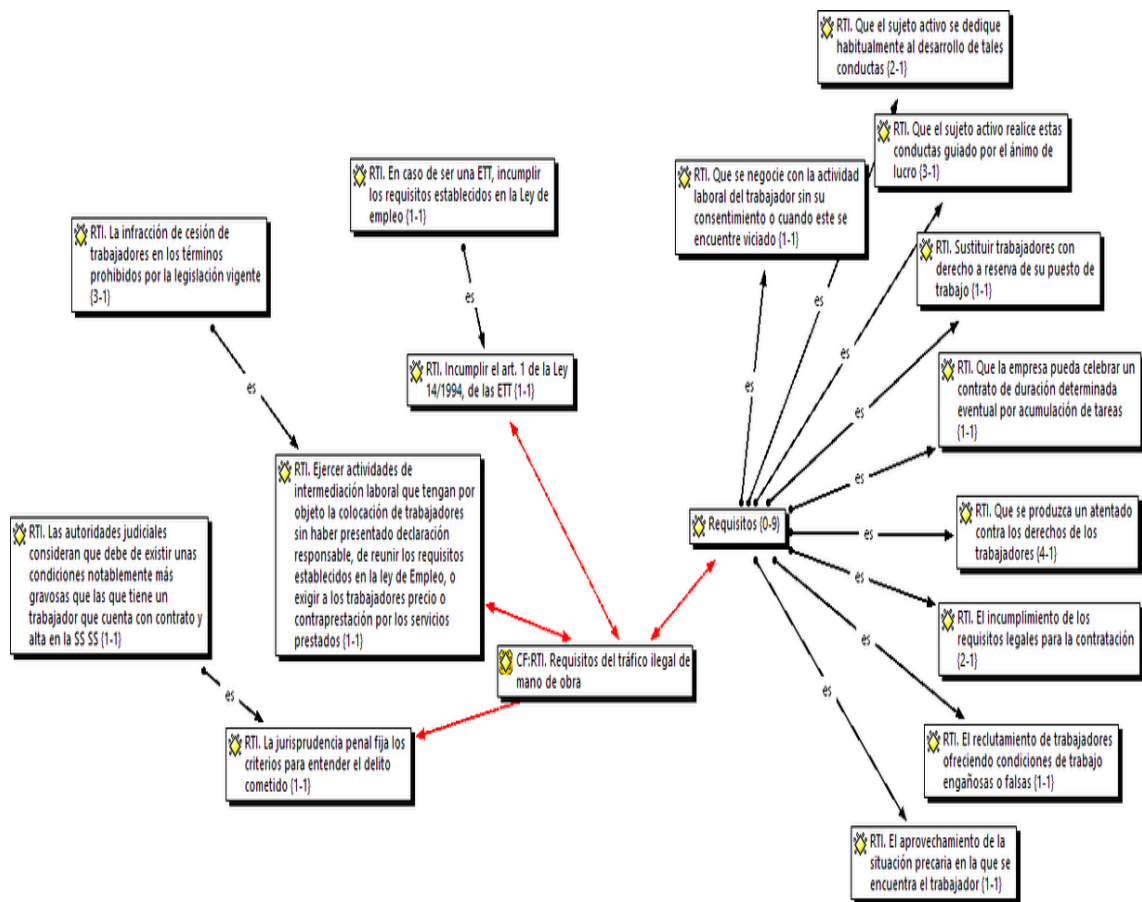 RTI. Que el sujeto activo se dedique
habitualmente al desarrollo de tales
conductas {2-1}
RTI. Que el sujeto activo realice estas
conductas guiado por el ánimo de
lucro {3-1}
RTI. En caso de ser una ETT, incumplir
los requisitos establecidos en la Ley de
empleo {1-1}
RTI. Que se negocie con la actividad
laboral del trabajador sin su
consentimiento o cuando este se
encuentre viciado {1-1}
RTI. La infracción de cesión de
trabajadores en los términos
prohibidos por la legislación vigente
{3-1}
RTI. Sustituir trabajadores con
derecho a reserva de su puesto de
trabajo {1-1}
es
es
es
es
RTI. Incumplir el art. 1 de la Ley
14/1994, de las ETT {1-1}
RTI. Que la empresa pueda celebrar un
contrato de duración determinada
eventual por acumulación de tareas
{1-1}
es
es
es
RTI. Ejercer actividades de
intermediación laboral que tengan por
objeto la colocación de trabajadores
sin haber presentado declaración
responsable, de reunir los requisitos
establecidos en la ley de Empleo, o
exigir a los trabajadores precio o
contraprestación por los servicios
prestados {1-1}
RTI. Las autoridades judiciales
consideran que debe de existir unas
condiciones notablemente más
gravosas que las que tiene un
trabajador que cuenta con contrato y
alta en la SS SS {1-1}
Requisitos {0-9}
es
RTI. Que se produzca un atentado
contra los derechos de los
trabajadores {4-1}
es
RTI. El incumplimiento de los
requisitos legales para la contratación
{2-1}
CF:RTI. Requisitos del tráfico ilegal de
mano de obra
es
es
es
RTI. La jurisprudencia penal fija los
criterios para entender el delito
cometido {1-1}
RTI. El reclutamiento de trabajadores
ofreciendo condiciones de trabajo
engañosas o falsas {1-1}
RTI. El aprovechamiento de la
situación precaria en la que se
encuentra el trabajador {1-1}